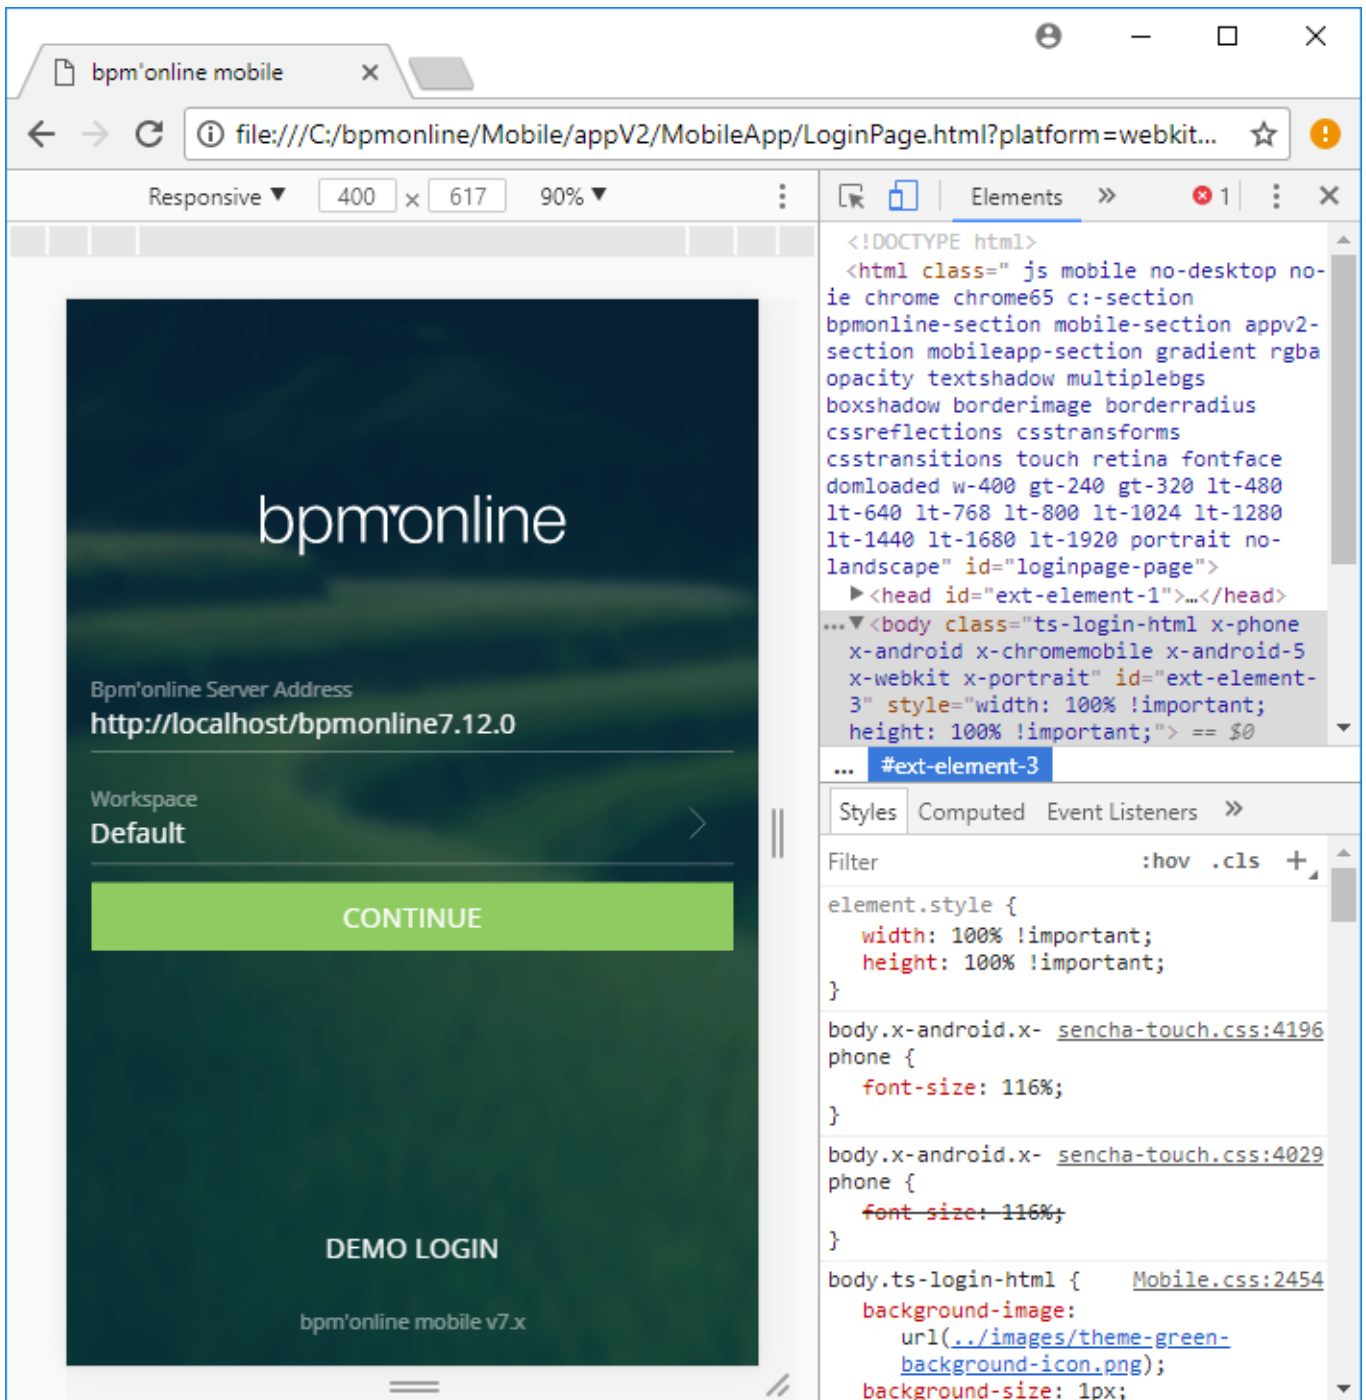 bpm'online mobile
file:///C:/bpmonline/Mobile/appV2/MobileApp/LoginPage.html?platform=webkit...
Responsive ▼ 400 × 617 90% ▼
bpm'online
Bpm'online Server Address
http://localhost/bpmonline7.12.0
Workspace
Default
CONTINUE
DEMO LOGIN
bpm'online mobile v7.x
Elements » 1
<!DOCTYPE html>
<html class=" js mobile no-desktop no-
ie chrome chrome65 c:-section
bpmonline-section mobile-section appv2-
section mobileapp-section gradient rgba
opacity textshadow multiplebgs
boxshadow borderimage borderradius
cssreflections csstransforms
csstransitions touch retina fontface
domloaded w-400 gt-240 gt-320 lt-480
lt-640 lt-768 lt-800 lt-1024 lt-1280
lt-1440 lt-1680 lt-1920 portrait no-
landscape" id="loginpage-page">
▶<head id="ext-element-1">…</head>
…▼<body class="ts-login-html x-phone
x-android x-chromemobile x-android-5
x-webkit x-portrait" id="ext-element-
3" style="width: 100% !important;
height: 100% !important;"> == $0
... #ext-element-3
Styles Computed Event Listeners »
Filter :hov .cls +
element.style {
width: 100% !important;
height: 100% !important;
}
body.x-android.x- sencha-touch.css:4196
phone {
font-size: 116%;
}
body.x-android.x- sencha-touch.css:4029
phone {
font-size: 116%;
}
body.ts-login-html { Mobile.css:2454
background-image:
url(../images/theme-green-
background-icon.png);
background-size: 1px;